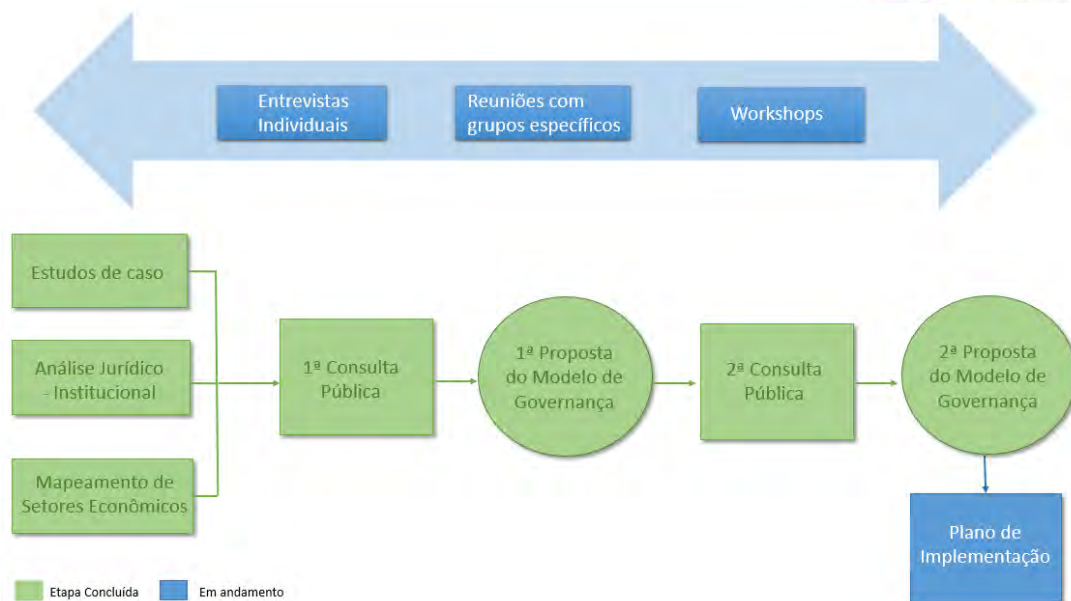 Entrevistas
Individuais
Reuniões com
grupos específicos
Workshops
Estudos de caso
Análise Jurídico
- Institucional
Mapeamento de
Setores Econômicos
1ª Consulta
Pública
1ª Proposta
do Modelo de
Governança
2ª Consulta
Pública
2ª Proposta
do Modelo de
Governança
Plano de
Implementação
Etapa Concluída
Em andamento